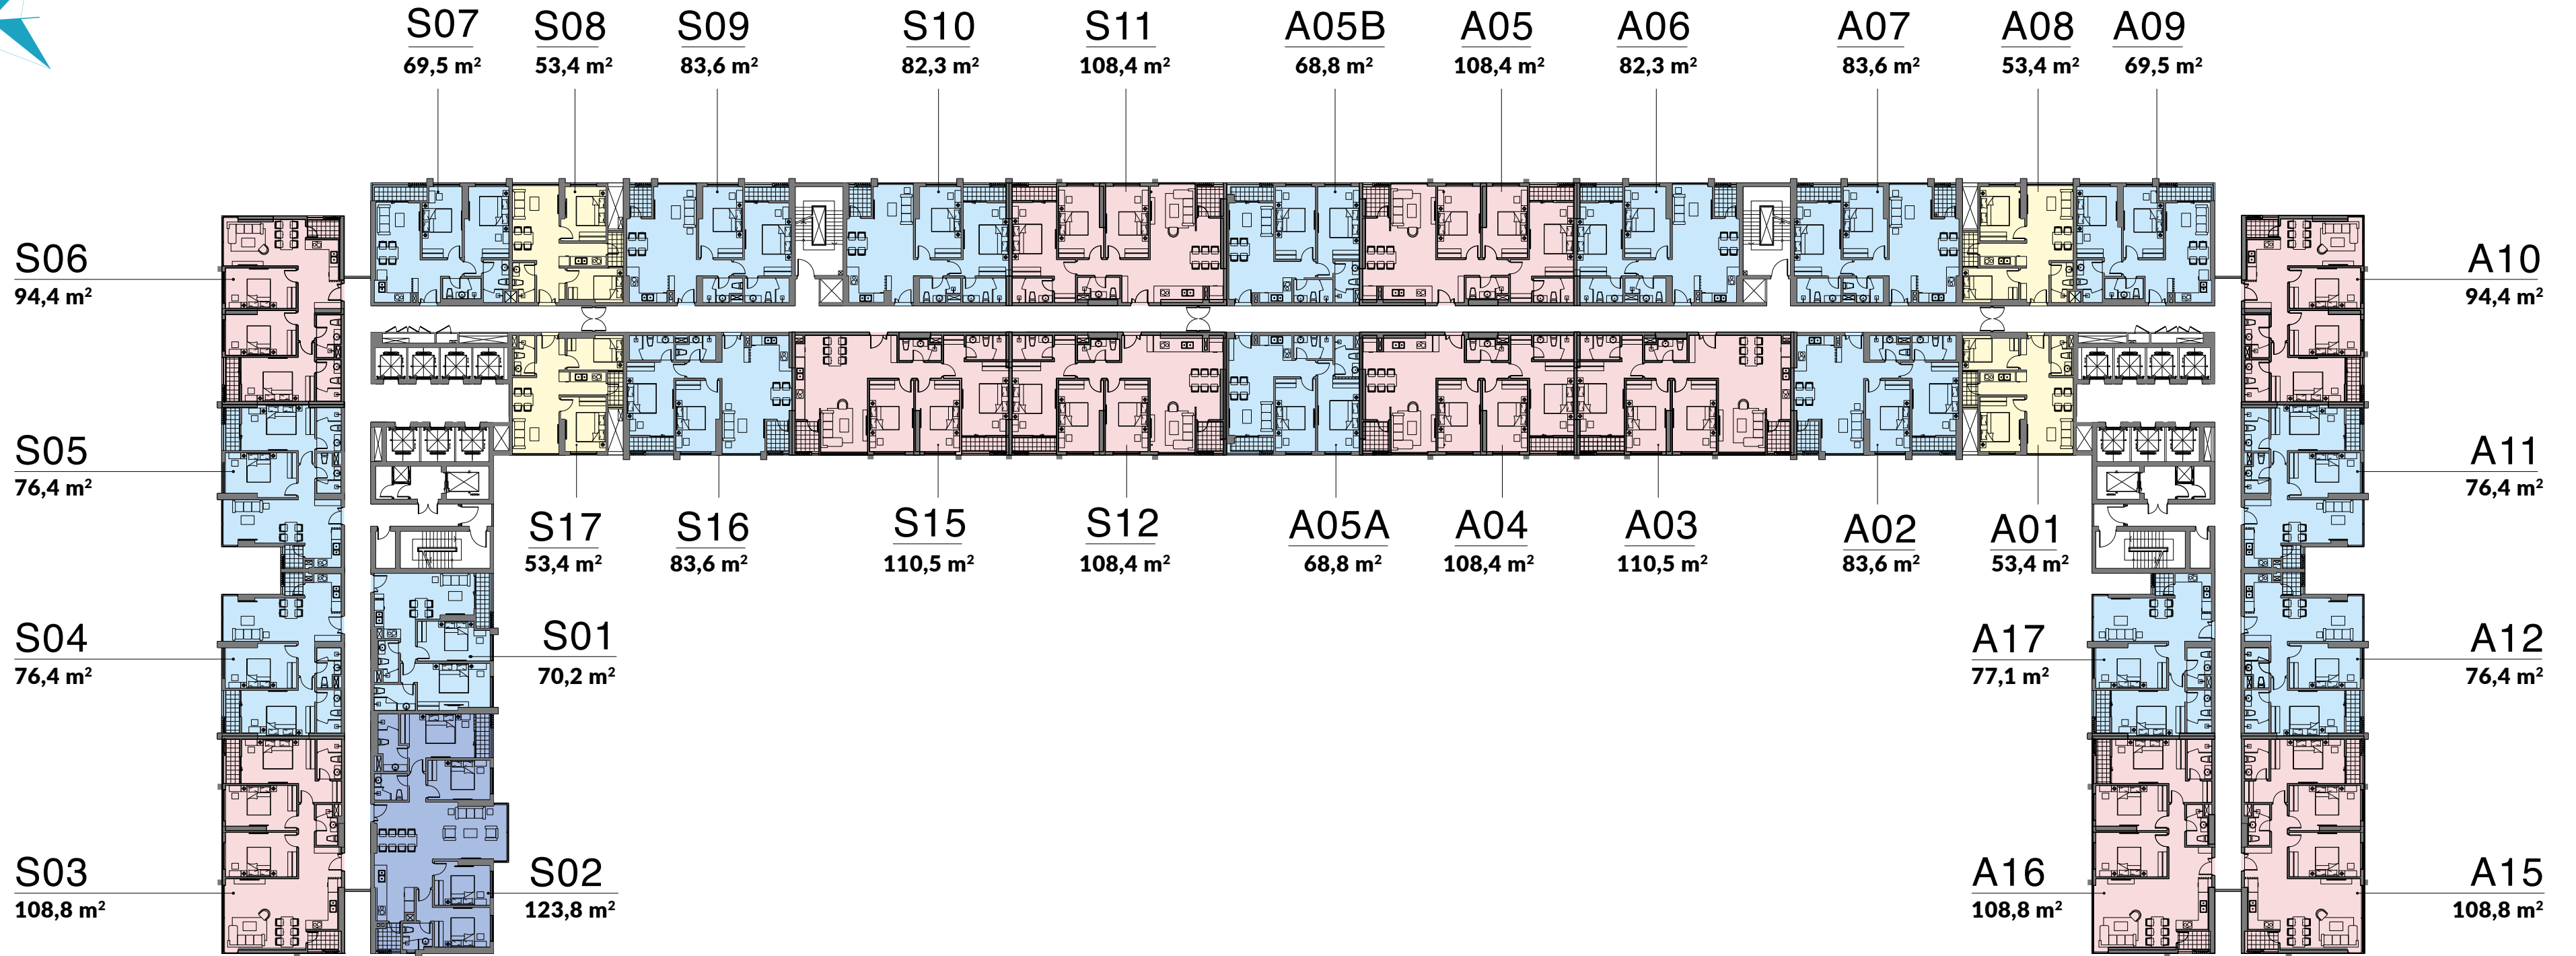 S07
69,5 m²
S08
53,4 m²
S09
83,6 m²
S10
82,3 m²
S11
108,4 m²
A05B
68,8 m²
A05
108,4 m²
A06
82,3 m²
A07
83,6 m²
A08
53,4 m²
A09
69,5 m²
S06
94,4 m²
A10
94,4 m²
S05
76,4 m²
A11
76,4 m²
S17
53,4 m²
S16
83,6 m²
S15
110,5 m²
S12
108,4 m²
A05A
68,8 m²
A04
108,4 m²
A03
110,5 m²
A02
83,6 m²
A01
53,4 m²
S04
76,4 m²
S01
70,2 m²
A17
77,1 m²
A12
76,4 m²
S03
108,8 m²
S02
123,8 m²
A16
108,8 m²
A15
108,8 m²